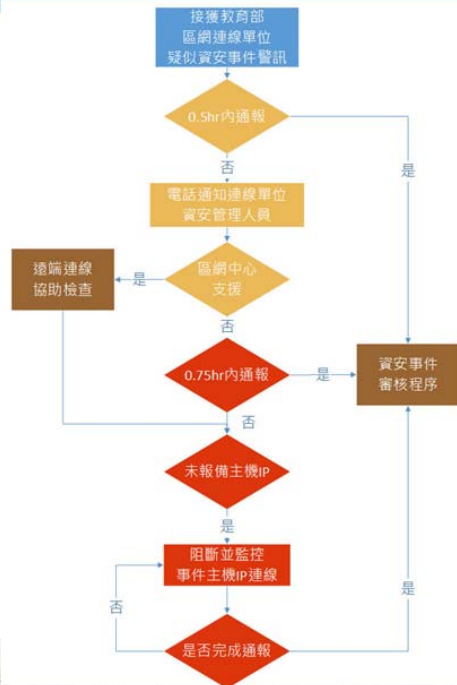 接獲教育部
區網連線單位
疑似資安事件警訊
0.5hr內通報
是
否
電話通知連線單位
資安管理人員
遠端連線
協助檢查
是
區網中心
支援
否
0.75hr內通報
是
資安事件
審核程序
否
未報備主機IP
是
阻斷並監控
事件主機IP連線
否
是
是否完成通報